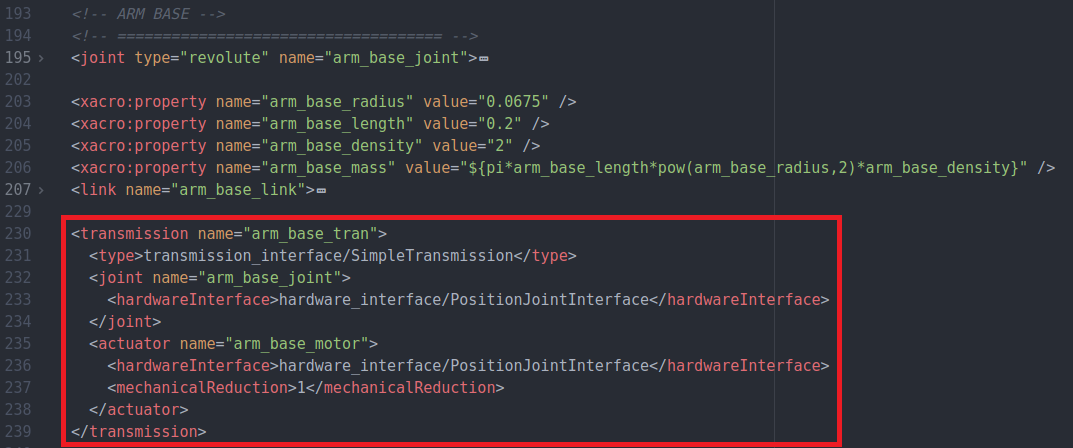 193 <!-- ARM BASE -->
194 <!-- ==================================== -->
195 > <joint type="revolute" name="arm_base_joint">…
202
203 <xacro:property name="arm_base_radius" value="0.0675" />
204 <xacro:property name="arm_base_length" value="0.2" />
205 <xacro:property name="arm_base_density" value="2" />
206 <xacro:property name="arm_base_mass" value="${pi*arm_base_length*pow(arm_base_radius,2)*arm_base_density}" />
207 > <link name="arm_base_link">…
229
230 <transmission name="arm_base_tran">
231 <type>transmission_interface/SimpleTransmission</type>
232 <joint name="arm_base_joint">
233 <hardwareInterface>hardware_interface/PositionJointInterface</hardwareInterface>
234 </joint>
235 <actuator name="arm_base_motor">
236 <hardwareInterface>hardware_interface/PositionJointInterface</hardwareInterface>
237 <mechanicalReduction>1</mechanicalReduction>
238 </actuator>
239 </transmission>